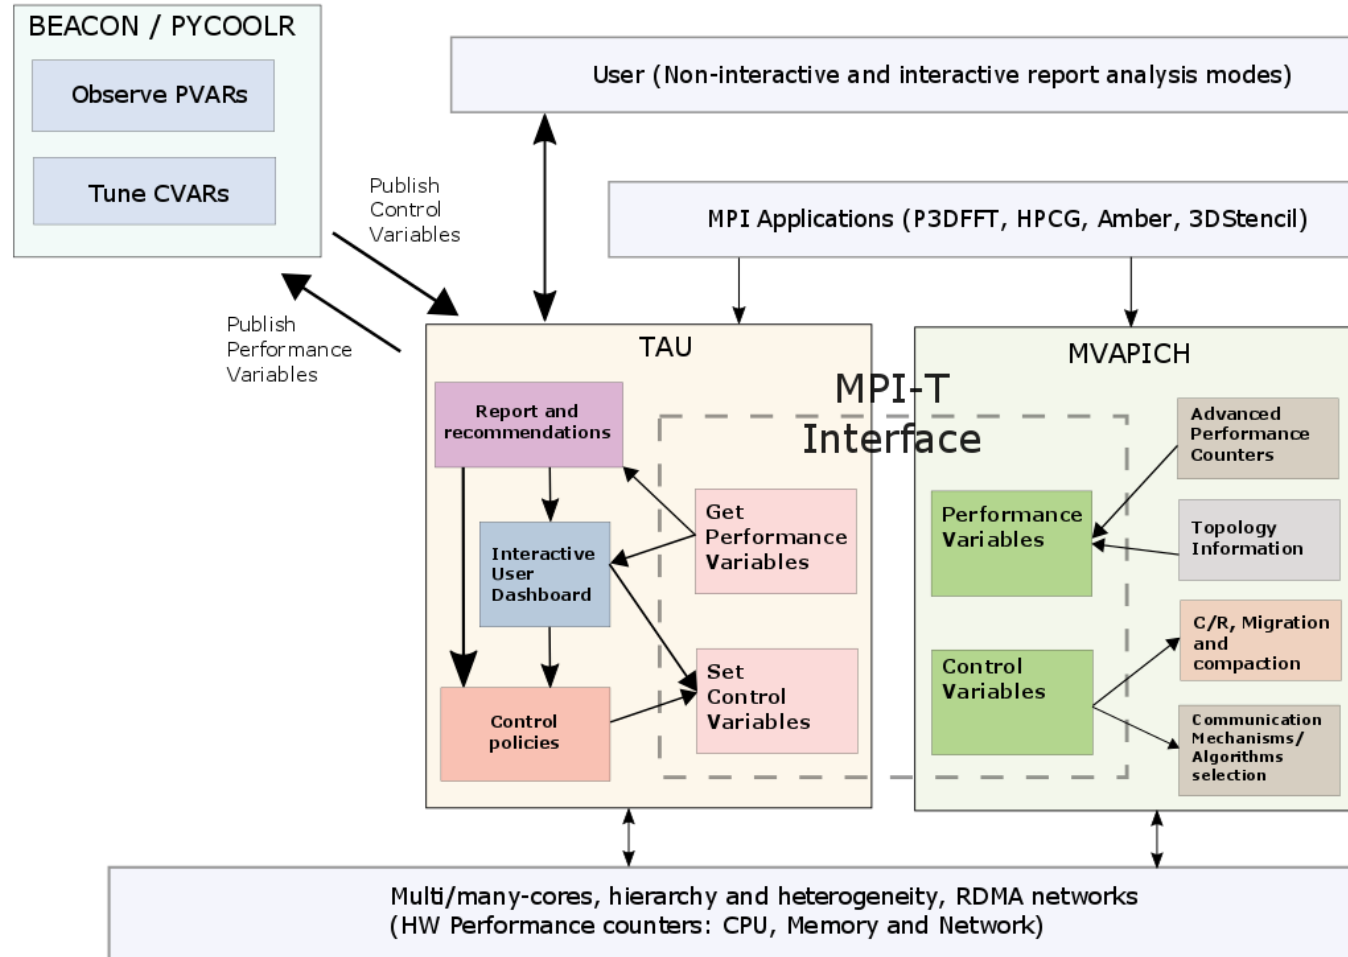 BEACON / PYCOOLR
Observe PVARs
Tune CVARs
User (Non-interactive and interactive report analysis modes)
Publish
Control
Variables
MPI Applications (P3DFFT, HPCG, Amber, 3DStencil)
Publish
Performance
Variables
TAU
MVAPICH
MPI-T
Interface
Report and
recommendations
Get
Performance
Variables
Interactive
User
Dashboard
Set
Control
Variables
Control
policies
Performance
Variables
Control
Variables
Advanced
Performance
Counters
Topology
Information
C/R, Migration
and
compaction
Communication
Mechanisms/
Algorithms
selection
Multi/many-cores, hierarchy and heterogeneity, RDMA networks
(HW Performance counters: CPU, Memory and Network)